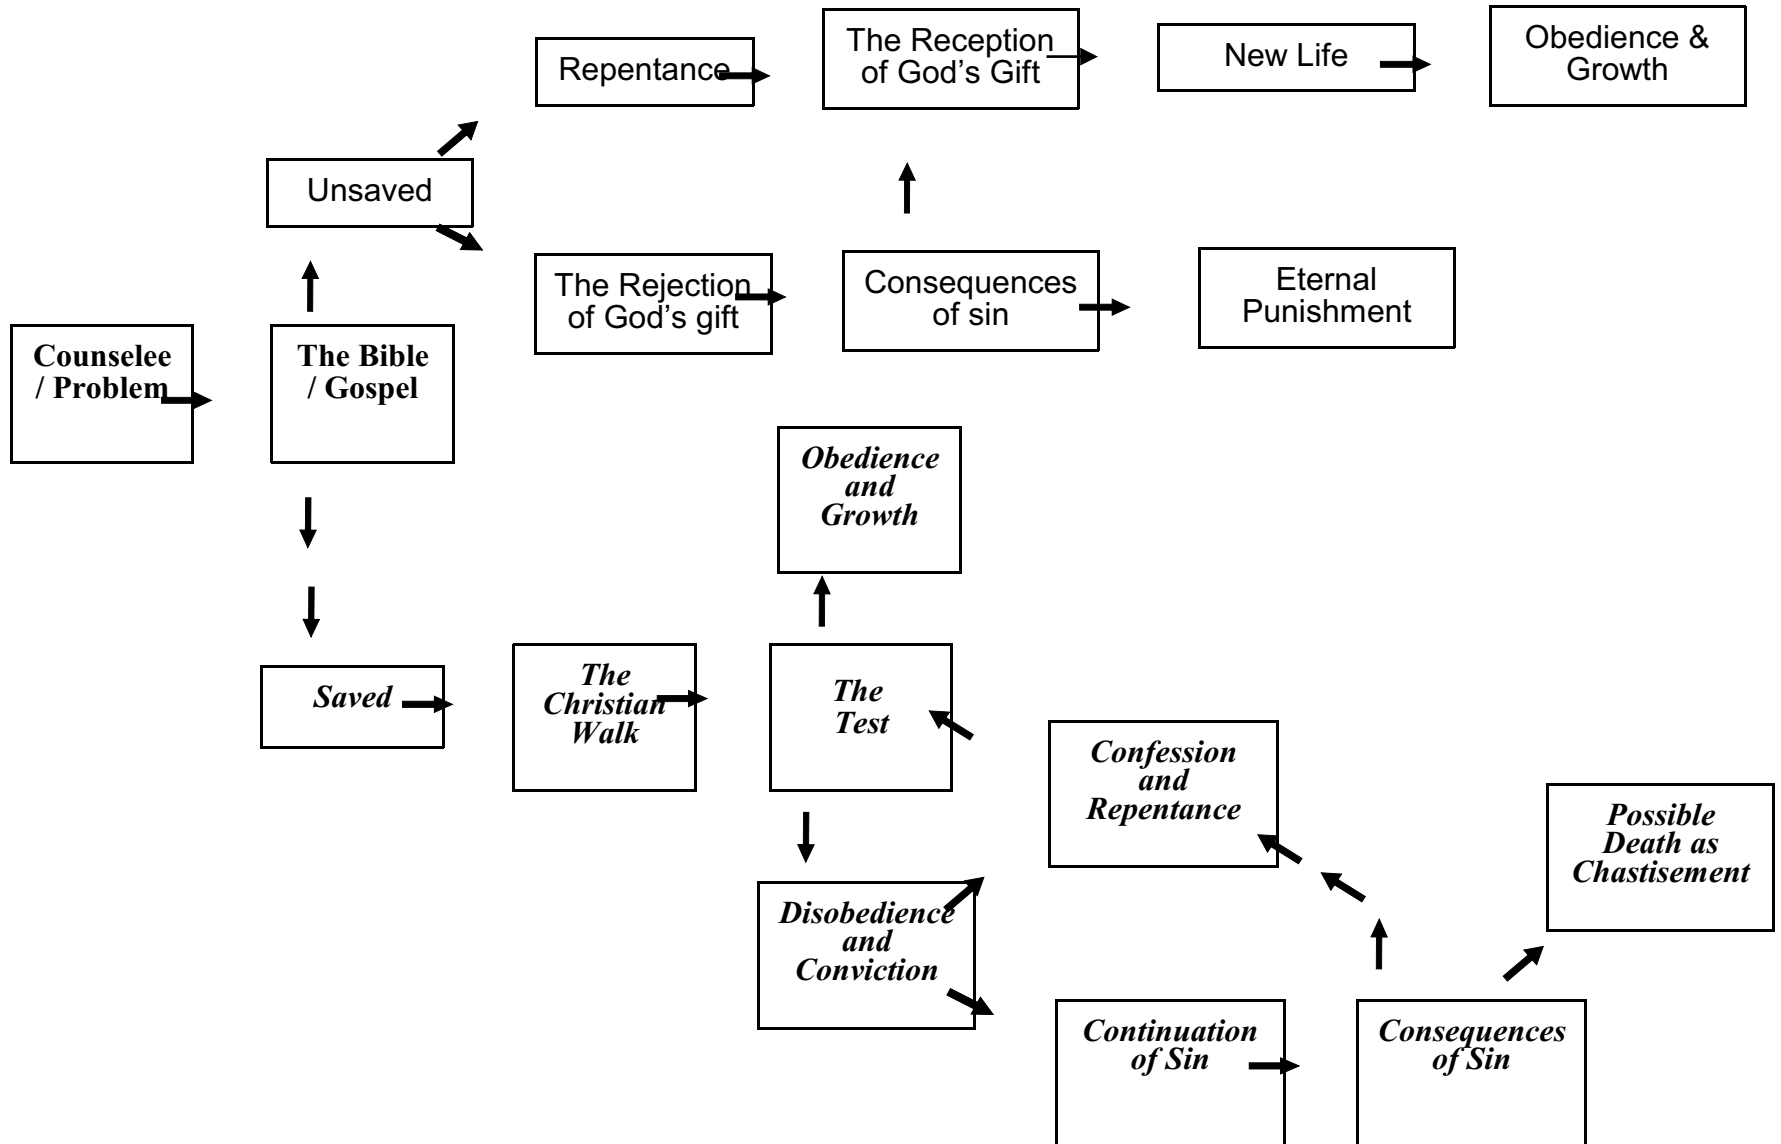 Repentance
The Reception
of God's Gift
New Life
Obedience &
Growth
Unsaved
The Rejection
of God's gift
Consequences
of sin
Eternal
Punishment
Counselee
/ Problem
The Bible
/ Gospel
Obedience
and
Growth
Saved
The
Christian
Walk
The
Test
Confession
and
Repentance
Possible
Death as
Chastisement
Disobedience
and
Conviction
Continuation
of Sin
Consequences
of Sin